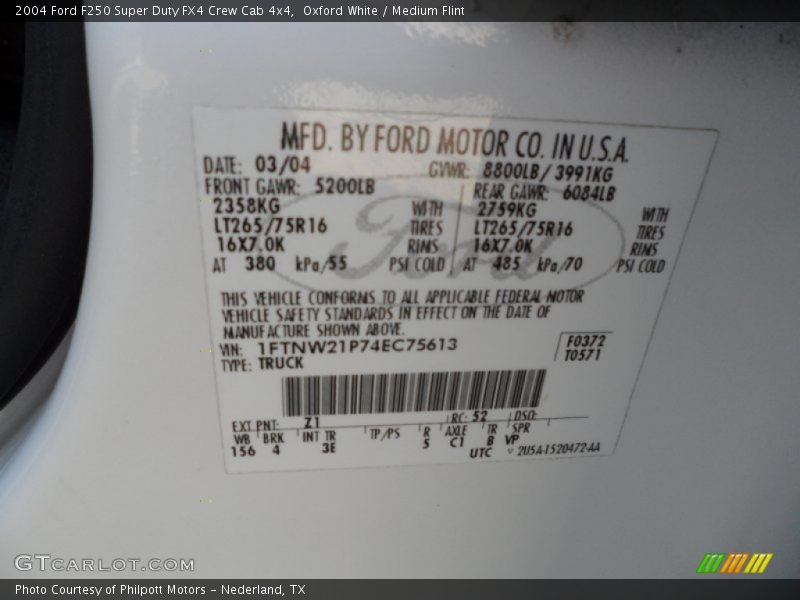 2004 Ford F250 Super Duty FX4 Crew Cab 4x4, Oxford White / Medium Flint
MFD. BY FORD MOTOR CO. IN U.S.A.
DATE: 03/04 GVWR: 8800LB/3991KG
FRONT GAWR: 5200LB REAR GAWR: 6084LB
2358KG WITH 2759KG WITH
LT265/75R16 TIRES LT265/75R16 TIRES
16X7.0K RIMS 16X7.0K RIMS
AT 380 kPa/55 PSI COLD AT 485 kPa/70 PSI COLD
Ford
THIS VEHICLE CONFORMS TO ALL APPLICABLE FEDERAL MOTOR
VEHICLE SAFETY STANDARDS IN EFFECT ON THE DATE OF
MANUFACTURE SHOWN ABOVE.
VIN: 1FTNW21P74EC75613 F0372
TYPE: TRUCK T0571
EXT PNT: Z1 RC: 52 DSO:
WB BRK INT TR TP/PS R AXLE TR SPR
156 4 3E 5 C1 B VP
UTC 2U5A-1520472-AA
GTCARLOT.COM
Photo Courtesy of Philpott Motors - Nederland, TX